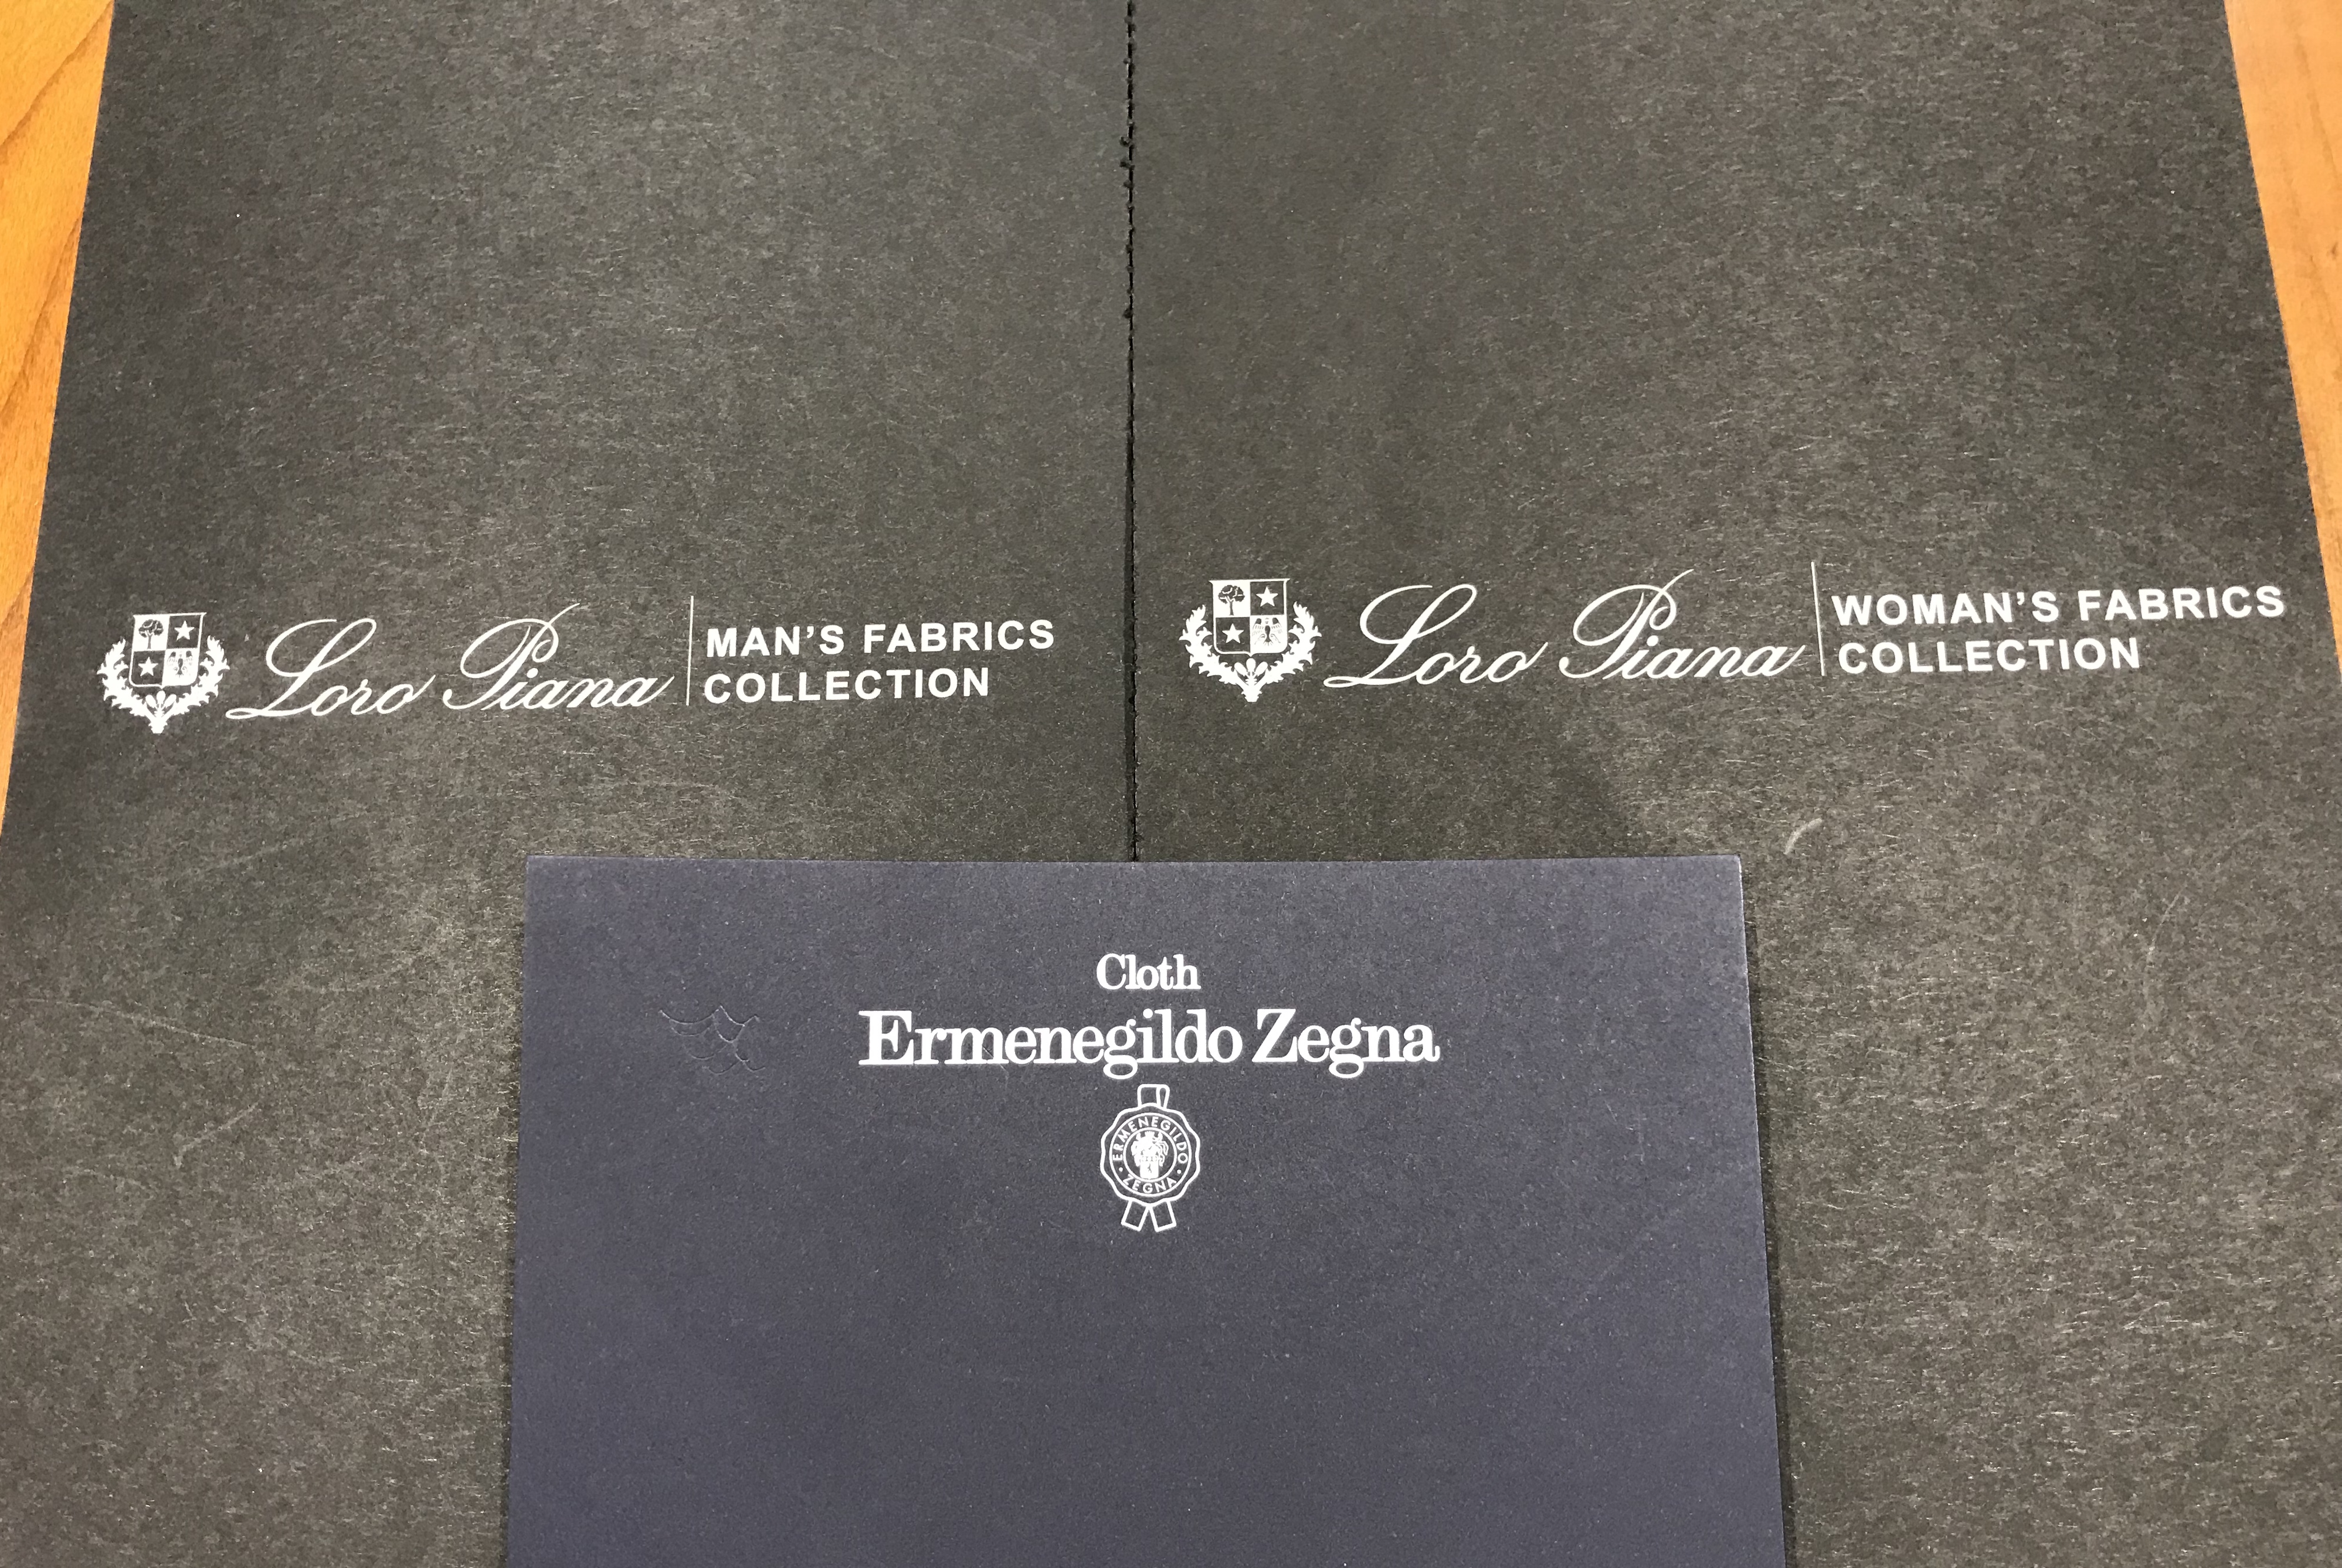 Loro Piana
MAN'S FABRICS
COLLECTION
Loro Piana
WOMAN'S FABRICS
COLLECTION
Cloth
Ermenegildo Zegna
ERMENEGILDO
ZEGNA